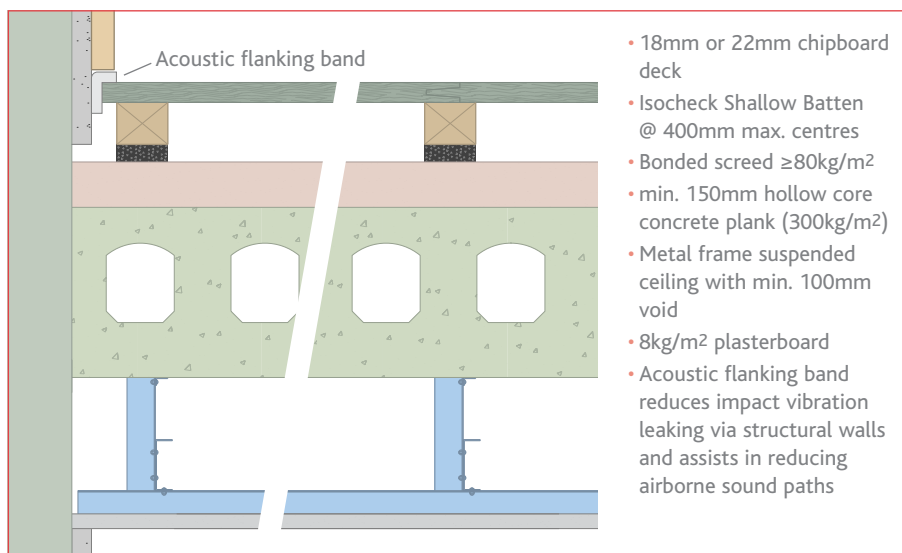 Acoustic flanking band
• 18mm or 22mm chipboard
deck
• Isocheck Shallow Batten
@ 400mm max. centres
• Bonded screed ≥80kg/m2
• min. 150mm hollow core
concrete plank (300kg/m2)
• Metal frame suspended
ceiling with min. 100mm
void
• 8kg/m2 plasterboard
• Acoustic flanking band
reduces impact vibration
leaking via structural walls
and assists in reducing
airborne sound paths